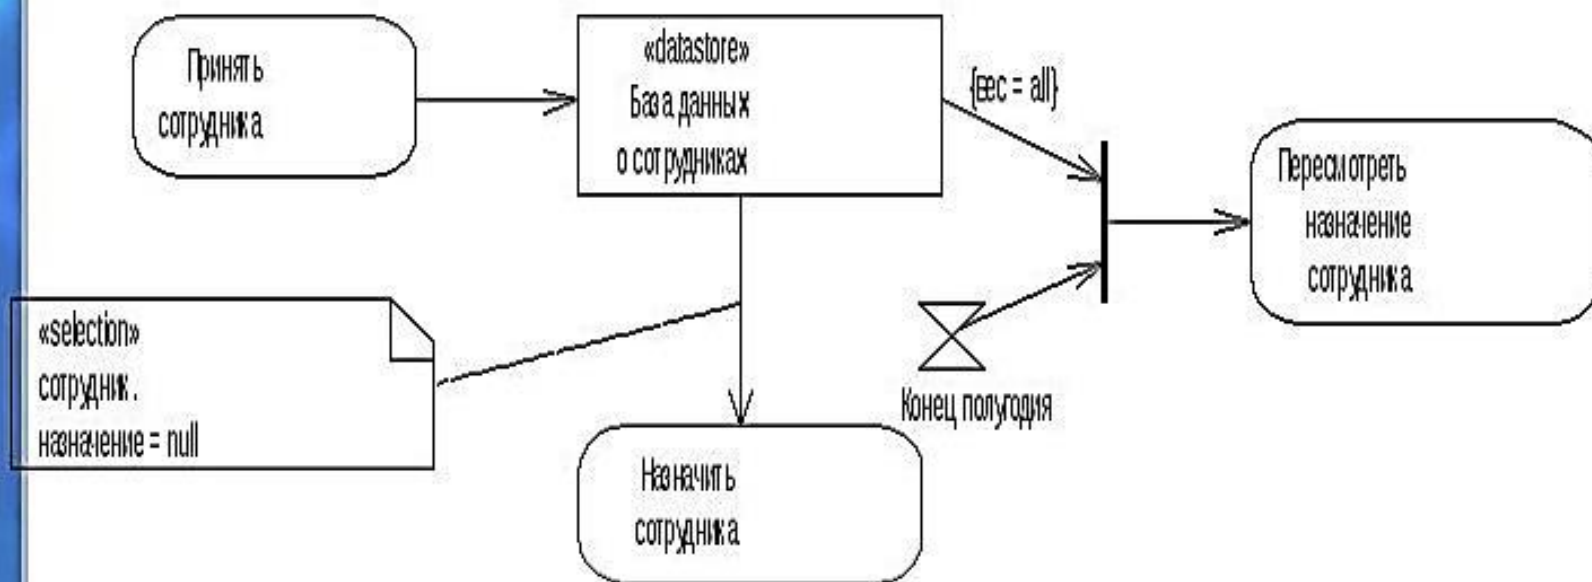 Принять
сотрудника
«datastore»
База данных
о сотрудниках
{вес = all}
Пересмотреть
назначение
сотрудника
«selection»
сотрудник.
назначение = null
Конец полугодия
Назначить
сотрудника